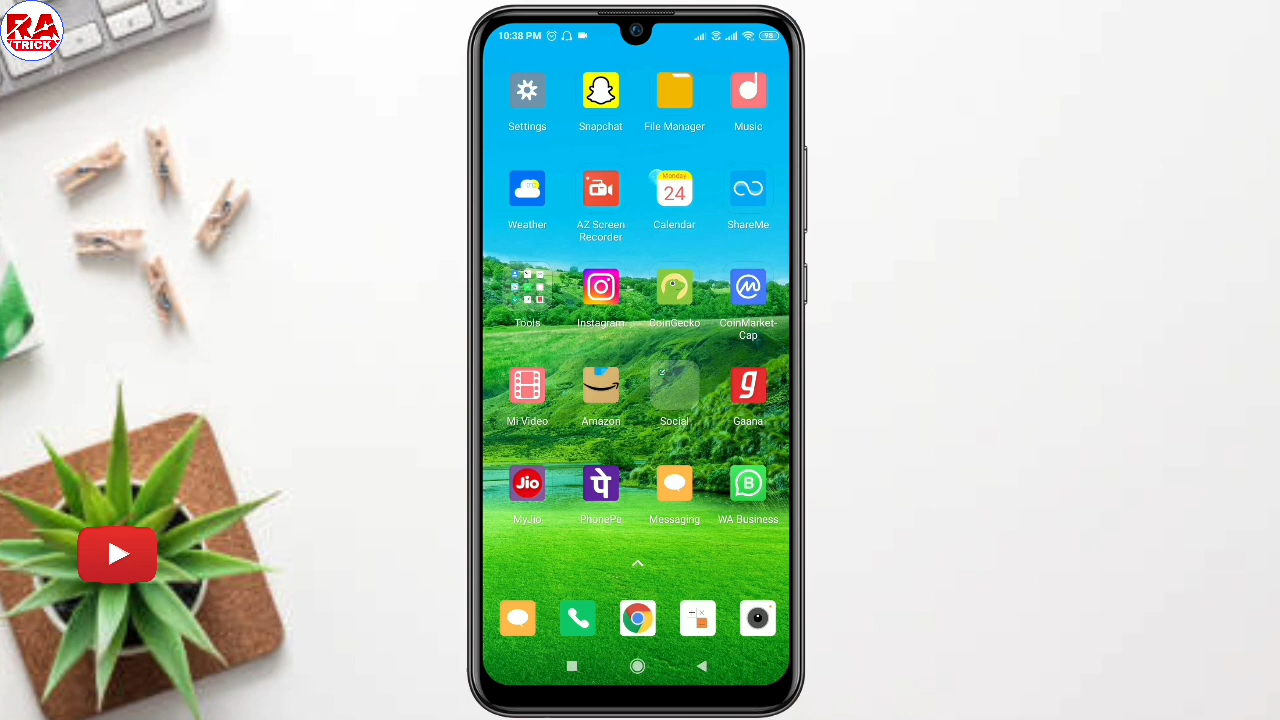 RA
TRICK
10:38 PM
98
Settings
Snapchat
File Manager
Music
Monday
24
Weather
AZ Screen
Recorder
Calendar
ShareMe
Tools
Instagram
CoinGecko
CoinMarket-
Cap
g
Mi Video
Amazon
Social
Gaana
Jio
पे
B
MyJio
PhonePe
Messaging
WA Business